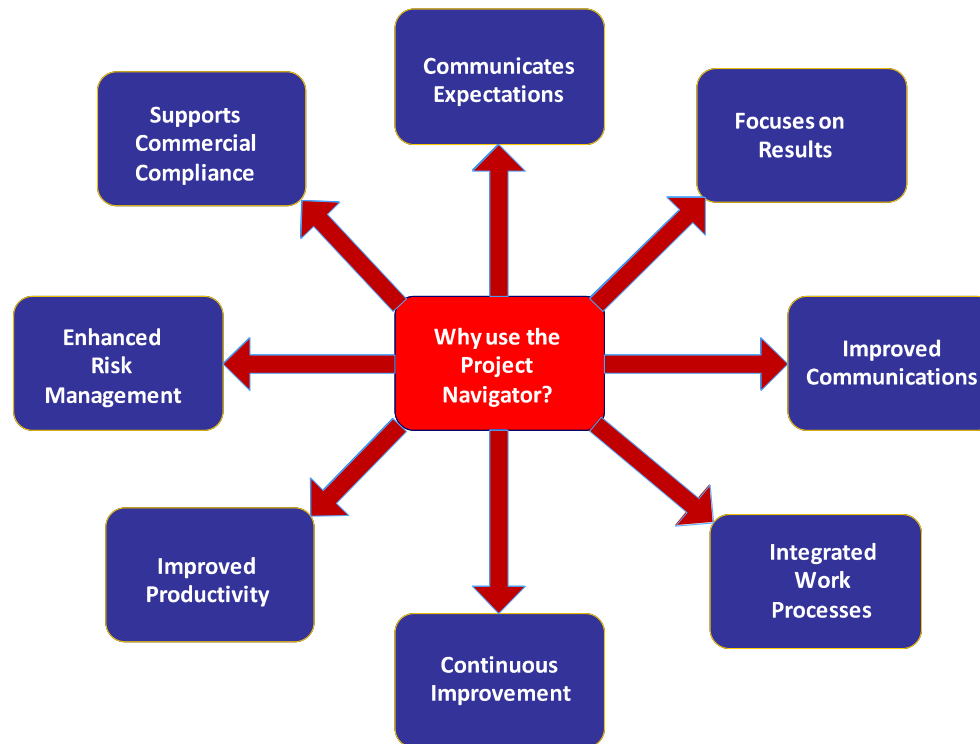 Communicates
Expectations
Supports
Commercial
Compliance
Focuses on
Results
Enhanced
Risk
Management
Why use the
Project
Navigator?
Improved
Communications
Improved
Productivity
Integrated
Work
Processes
Continuous
Improvement